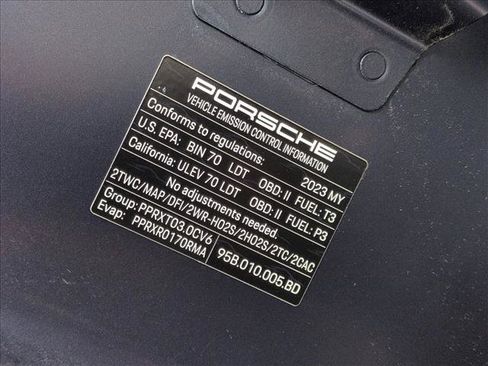 PORSCHE
VEHICLE EMISSION CONTROL INFORMATION
Conforms to regulations: 2023 MY
U.S. EPA: BIN 70 LDT OBD: II FUEL: T3
California: ULEV 70 LDT OBD: II FUEL: P3
2TWC/MAP/DFI/2WR-HO2S/2HO2S/2TC/2CAC
No adjustments needed.
Group: PPRXT03.0CV6
Evap: PPRXR0170RMA
95B.010.005.BD